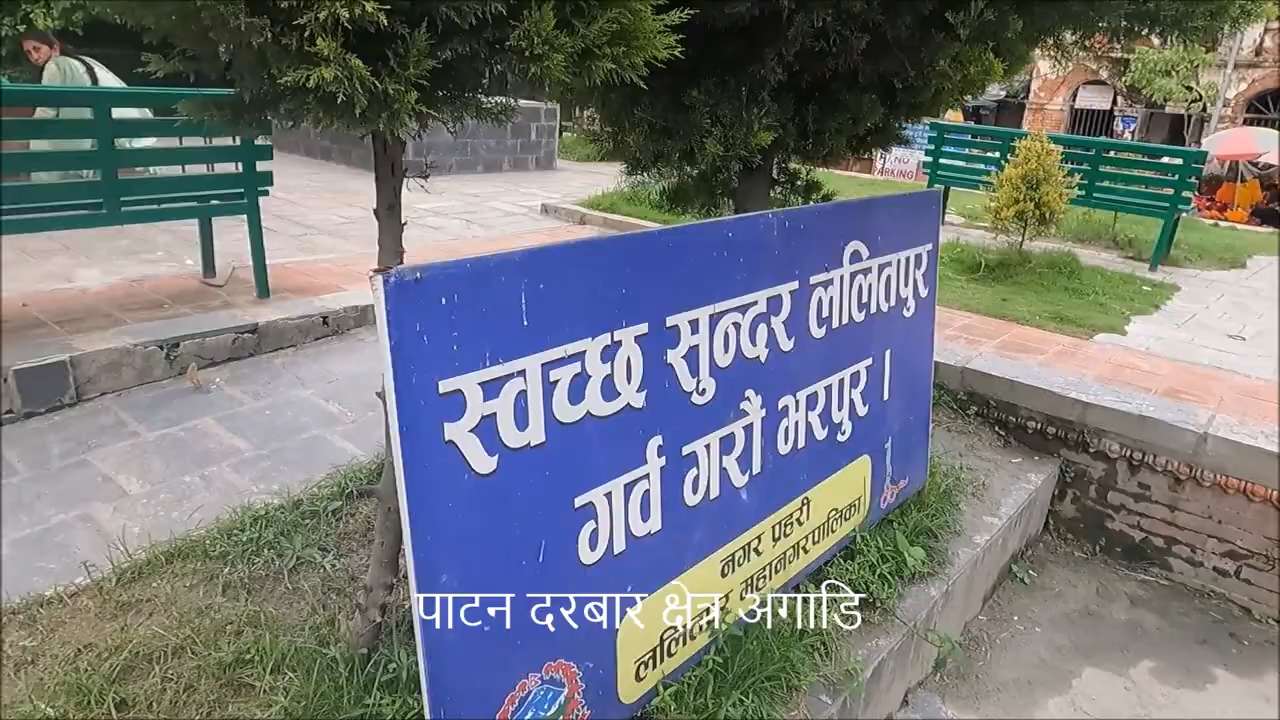 स्वच्छ सुन्दर ललितपुर
गर्व गरौं भरपुर ।
नगर प्रहरी
ललितपुर महानगरपालिका
पाटन दरबार क्षेत्र अगाडि
NO
PARKING